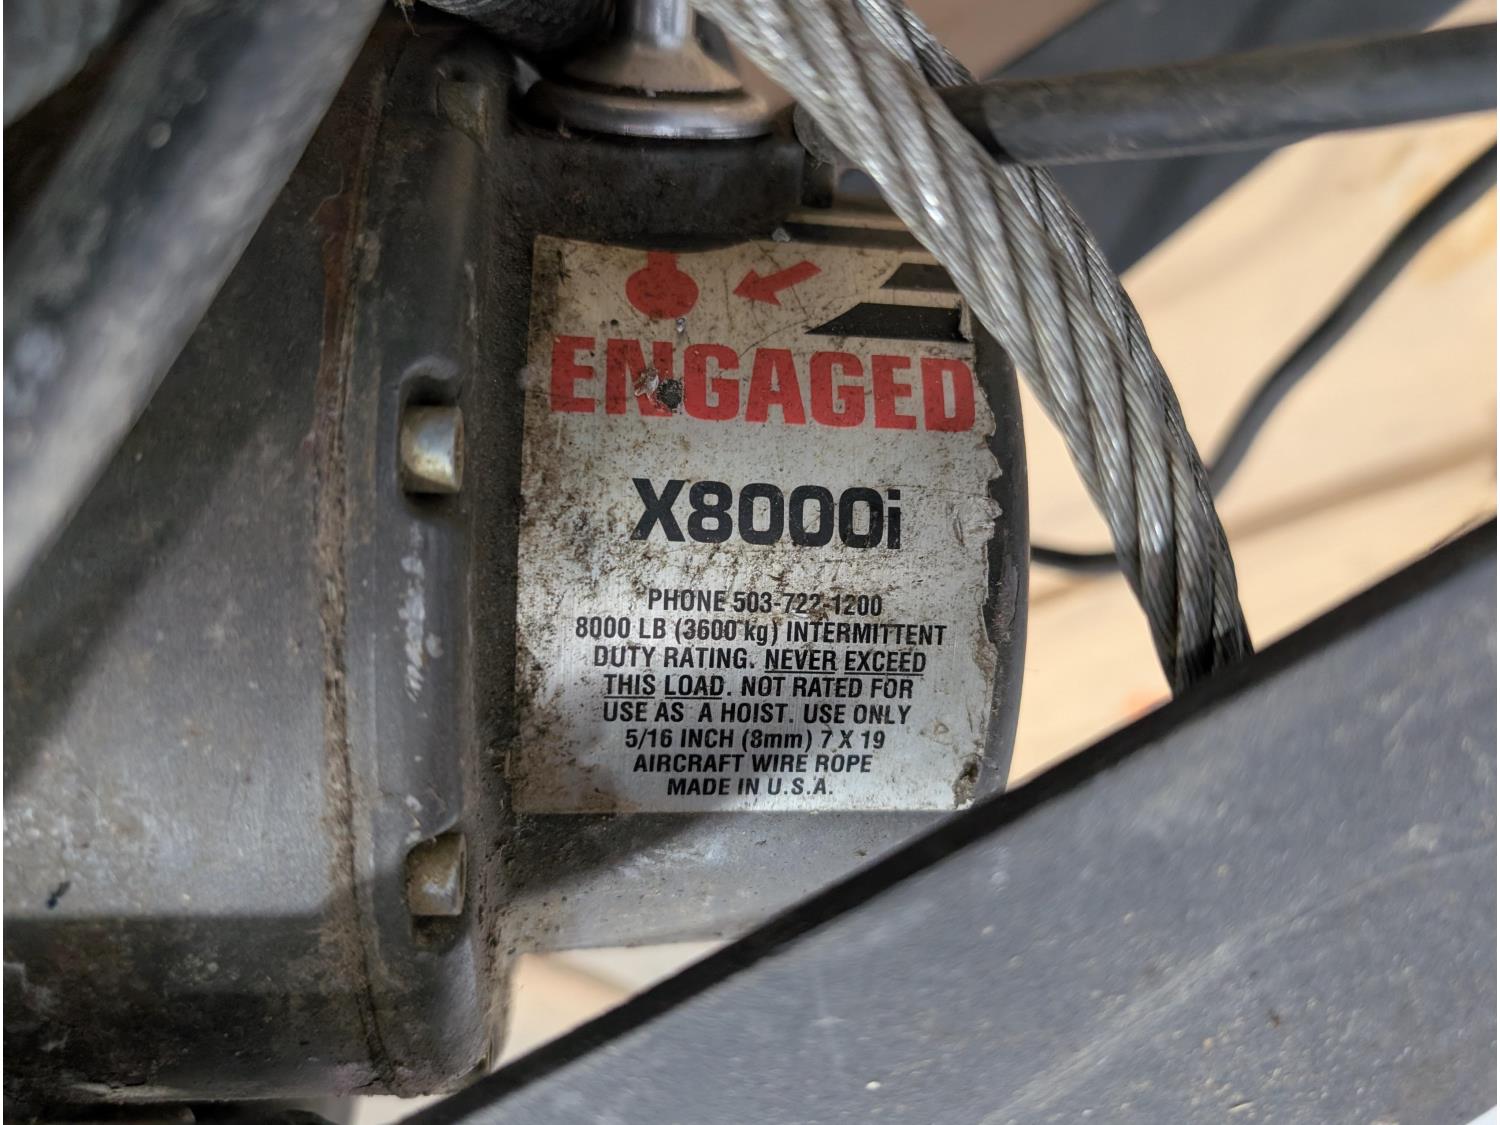 ENGAGED
X8000i
PHONE 503-722-1200
8000 LB (3600 kg) INTERMITTENT
DUTY RATING. NEVER EXCEED
THIS LOAD. NOT RATED FOR
USE AS A HOIST. USE ONLY
5/16 INCH (8mm) 7 X 19
AIRCRAFT WIRE ROPE
MADE IN U.S.A.